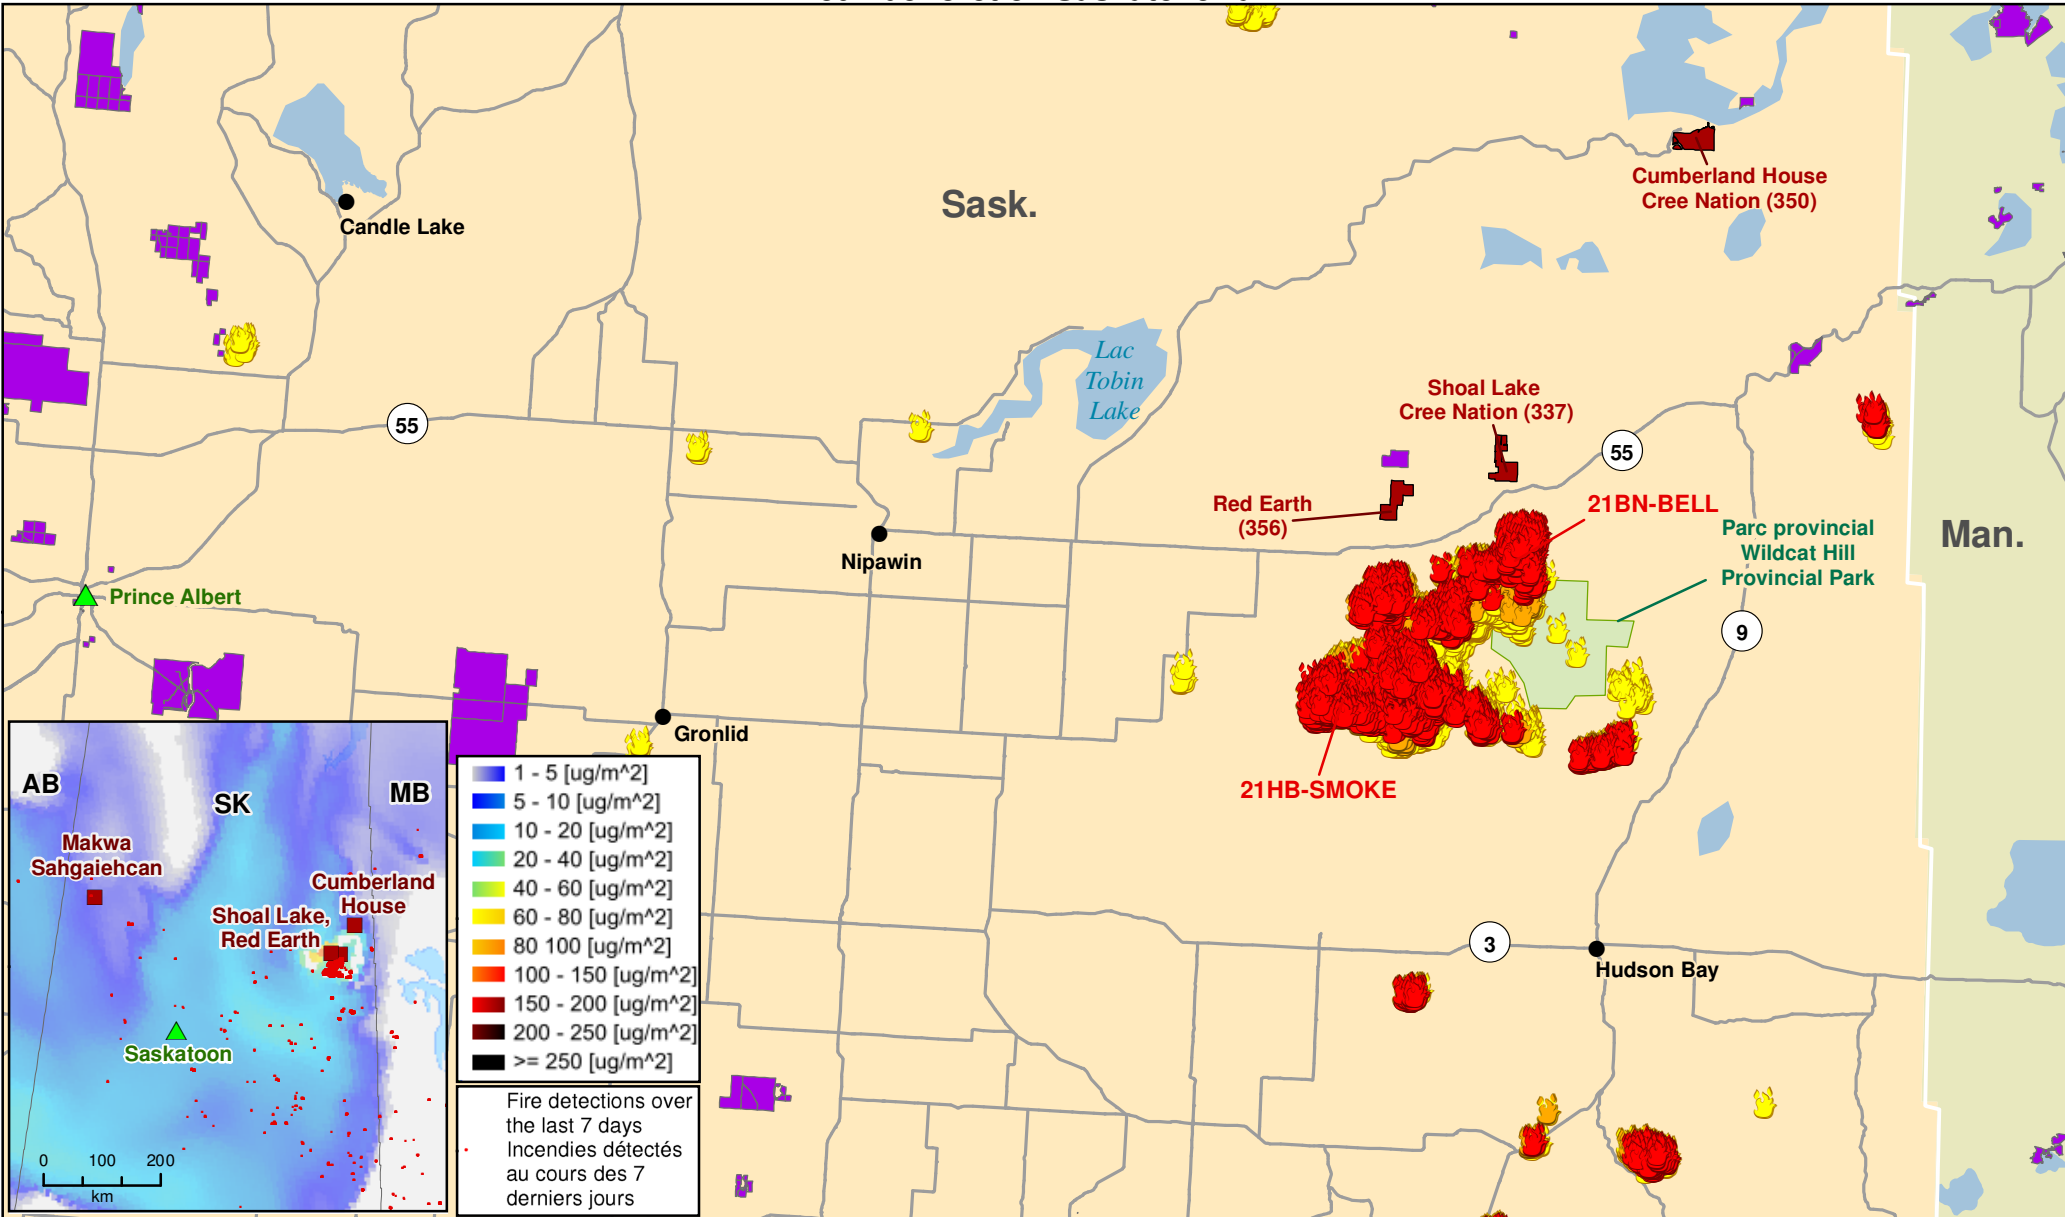 Sask.
Cumberland House
Cree Nation (350)
Candle Lake
Lac
Tobin
Lake
Shoal Lake
Cree Nation (337)
55
55
Red Earth
(356)
21BN-BELL
Parc provincial
Wildcat Hill
Provincial Park
Man.
Nipawin
Prince Albert
9
Gronlid
21HB-SMOKE
3
Hudson Bay
AB
SK
MB
Makwa
Sahgaiehcan
Cumberland
House
Shoal Lake,
Red Earth
Saskatoon
0 100 200
km
1 - 5 [ug/m^2]
5 - 10 [ug/m^2]
10 - 20 [ug/m^2]
20 - 40 [ug/m^2]
40 - 60 [ug/m^2]
60 - 80 [ug/m^2]
80 100 [ug/m^2]
100 - 150 [ug/m^2]
150 - 200 [ug/m^2]
200 - 250 [ug/m^2]
>= 250 [ug/m^2]
Fire detections over
the last 7 days
Incendies détectés
au cours des 7
derniers jours